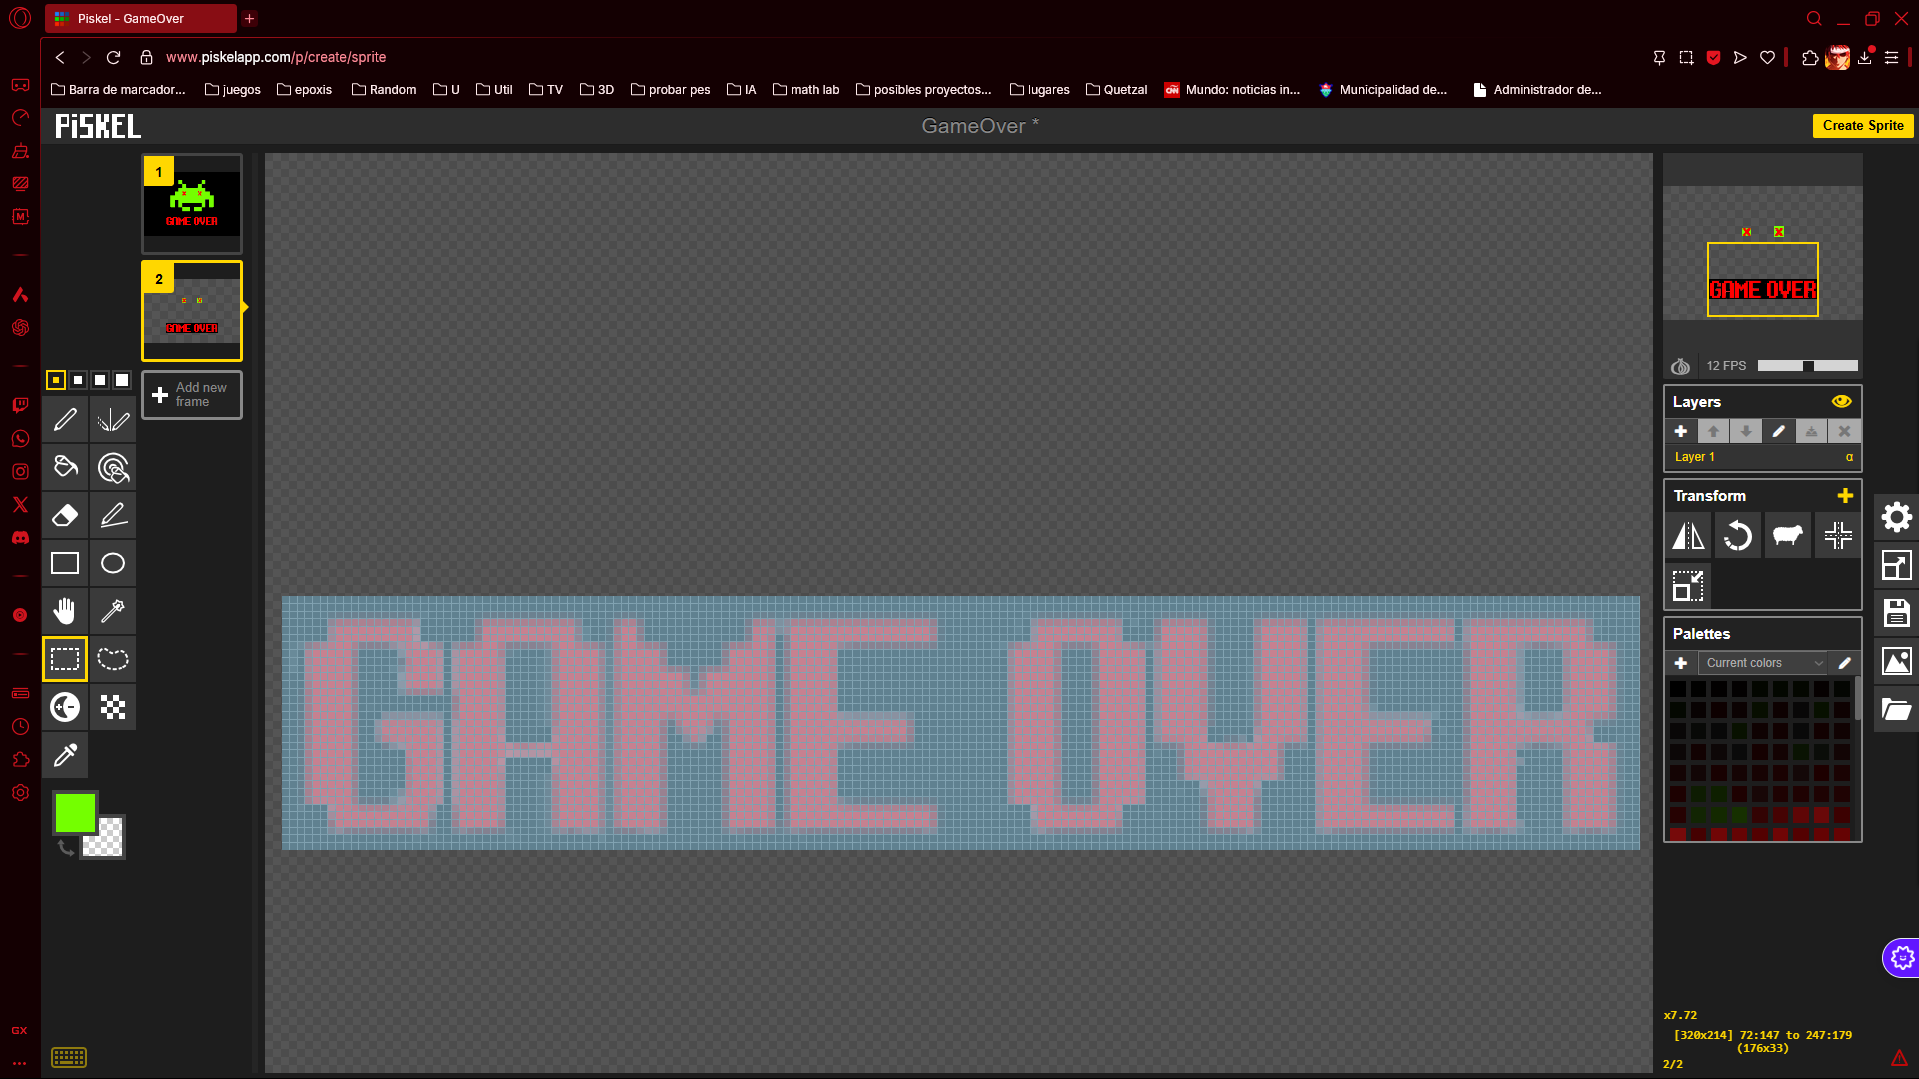 Piskel - GameOver
www.piskelapp.com/p/create/sprite
Barra de marcador... juegos epoxis Random U Util TV 3D probar pes IA math lab posibles proyectos... lugares Quetzal CNN Mundo: noticias in... Municipalidad de... Administrador de...
PiSKEL GameOver * Create Sprite
1
GAME OVER
2
GAME OVER
Add new
frame
GAME OVER
GAME OVER
12 FPS
Layers
Layer 1 α
Transform
Palettes
Current colors
x7.72
[320x214] 72:147 to 247:179
(176x33)
2/2
GX